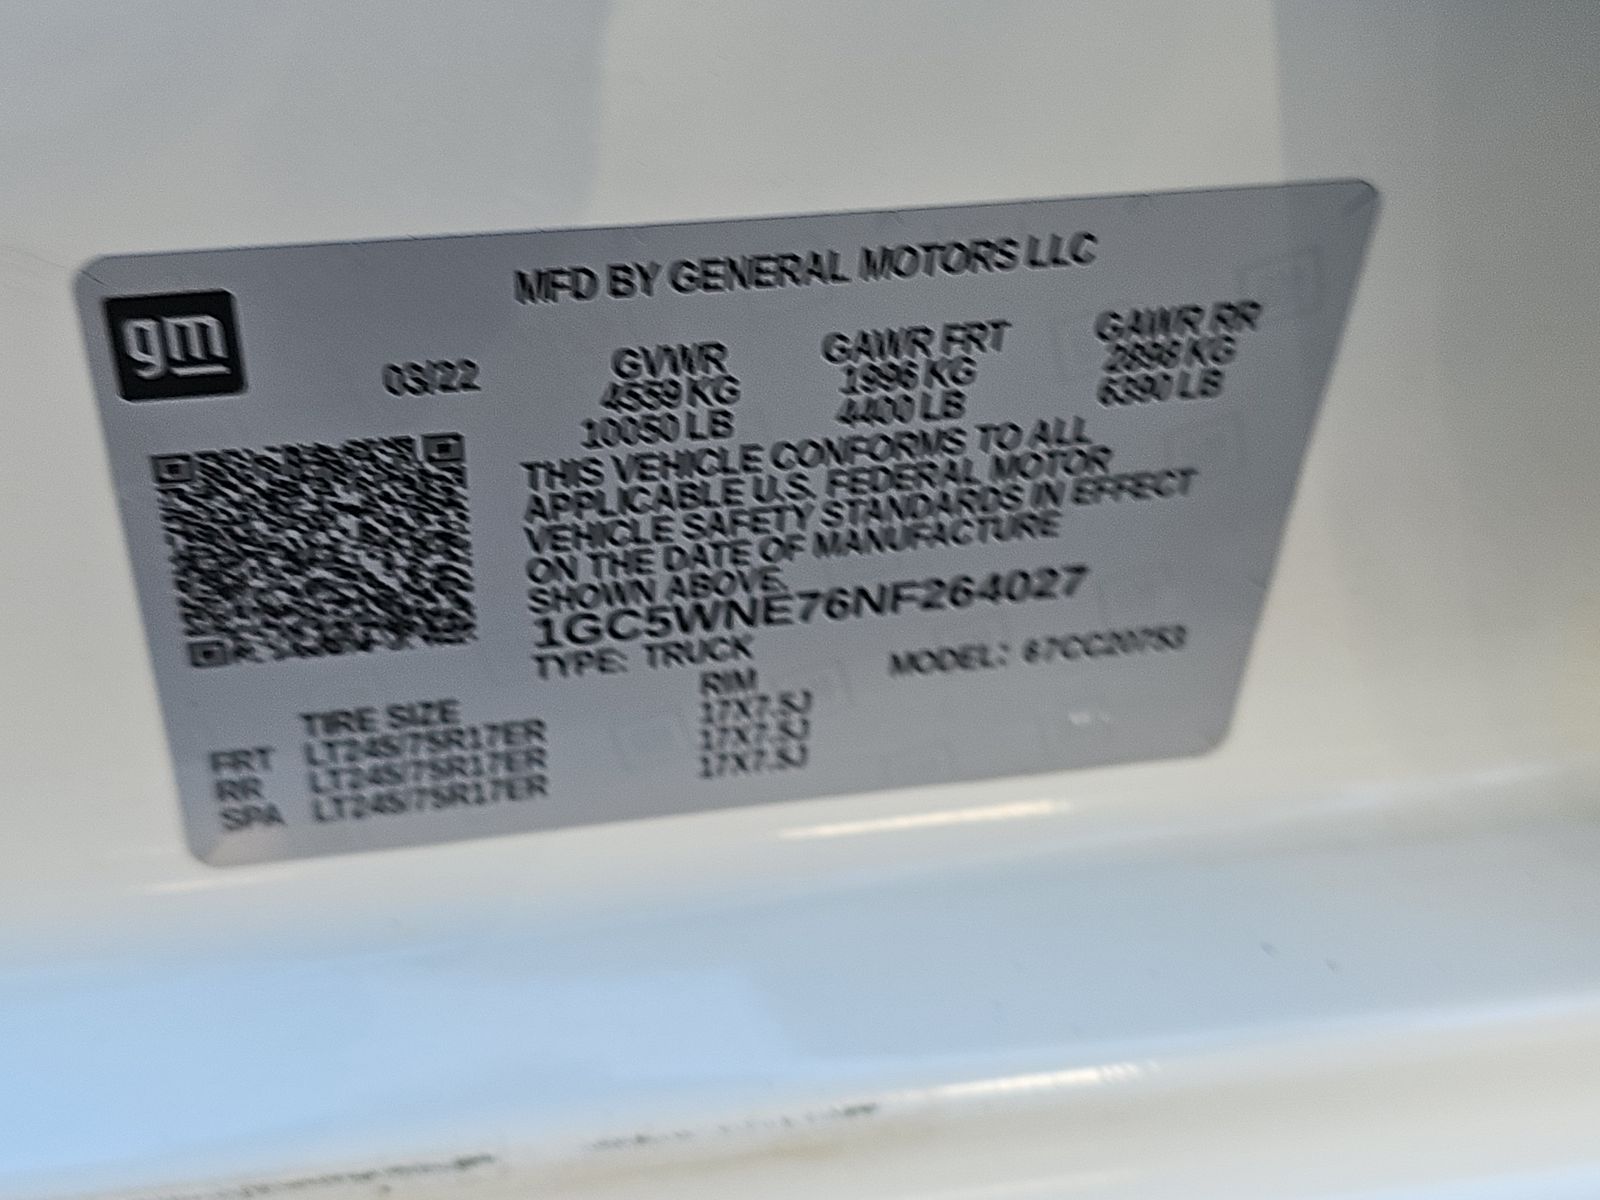 MFD BY GENERAL MOTORS LLC
gm
03/22
GVWR GAWR FRT GAWR RR
4559 KG 1996 KG 2898 KG
10050 LB 4400 LB 6390 LB
THIS VEHICLE CONFORMS TO ALL
APPLICABLE U.S. FEDERAL MOTOR
VEHICLE SAFETY STANDARDS IN EFFECT
ON THE DATE OF MANUFACTURE
SHOWN ABOVE.
1GC5WNE76NF264027
TYPE: TRUCK MODEL: 67CC20753
TIRE SIZE RIM
FRT LT245/75R17ER 17X7.5J
RR LT245/75R17ER 17X7.5J
SPA LT245/75R17ER 17X7.5J